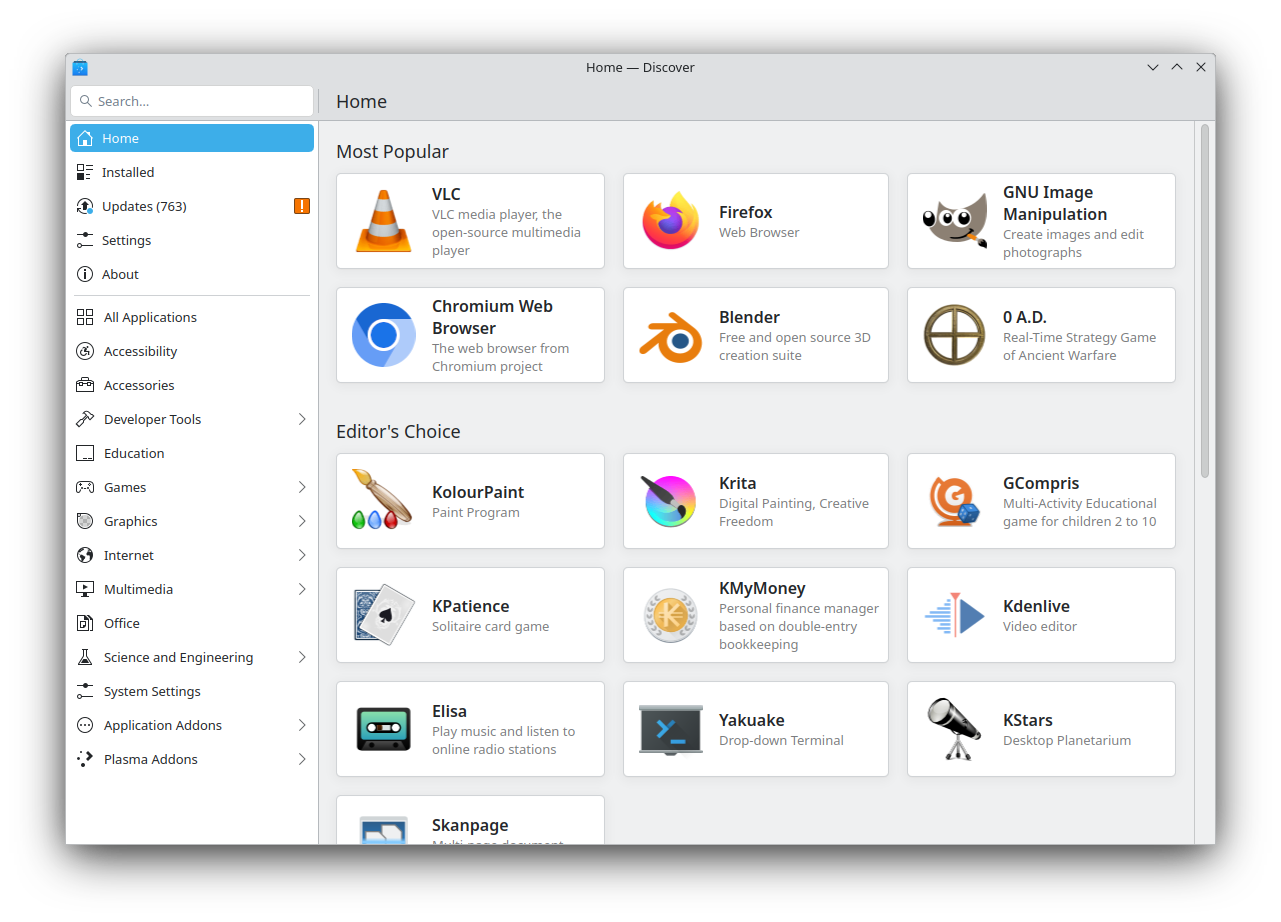 Home — Discover
Search...
Home
Home
Installed
Updates (763)
Settings
About
All Applications
Accessibility
Accessories
Developer Tools
Education
Games
Graphics
Internet
Multimedia
Office
Science and Engineering
System Settings
Application Addons
Plasma Addons
Most Popular
VLC
VLC media player, the
open-source multimedia
player
Firefox
Web Browser
GNU Image
Manipulation
Create images and edit
photographs
Chromium Web
Browser
The web browser from
Chromium project
Blender
Free and open source 3D
creation suite
0 A.D.
Real-Time Strategy Game
of Ancient Warfare
Editor's Choice
KolourPaint
Paint Program
Krita
Digital Painting, Creative
Freedom
GCompris
Multi-Activity Educational
game for children 2 to 10
KPatience
Solitaire card game
KMyMoney
Personal finance manager
based on double-entry
bookkeeping
Kdenlive
Video editor
Elisa
Play music and listen to
online radio stations
Yakuake
Drop-down Terminal
KStars
Desktop Planetarium
Skanpage
Multi-page document